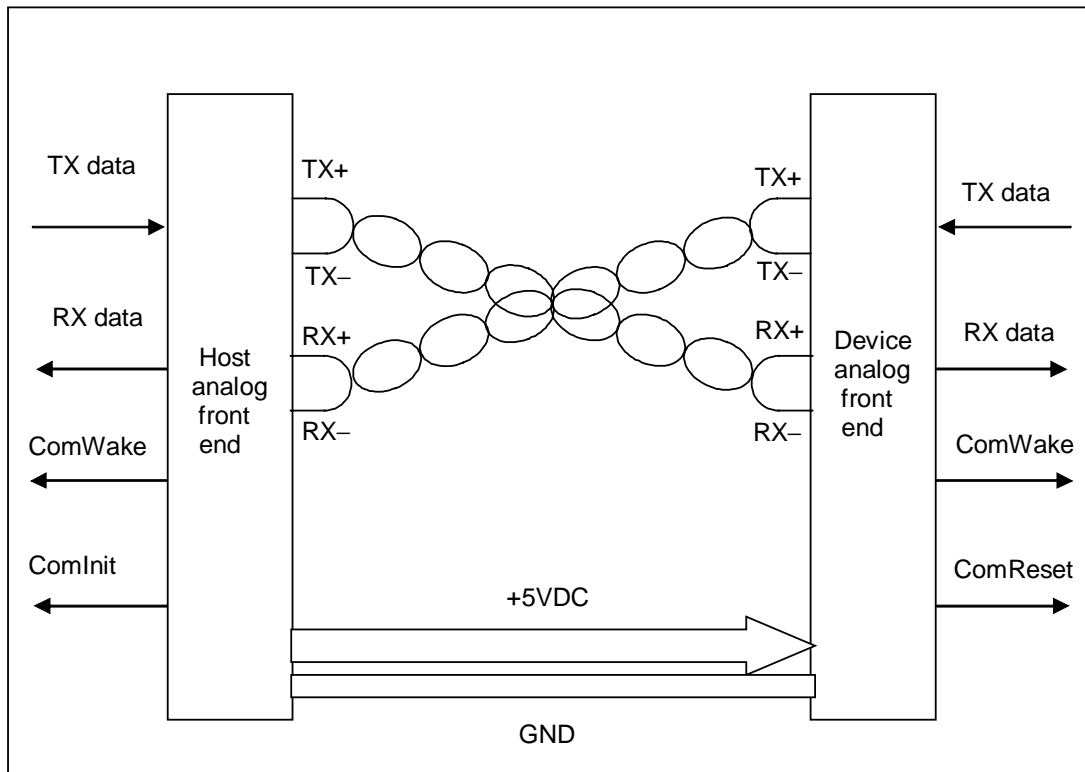 TX data
RX data
ComWake
ComInit
Host
analog
front
end
TX+
TX–
RX+
RX–
+5VDC
GND
TX+
TX–
RX+
RX–
Device
analog
front
end
TX data
RX data
ComWake
ComReset